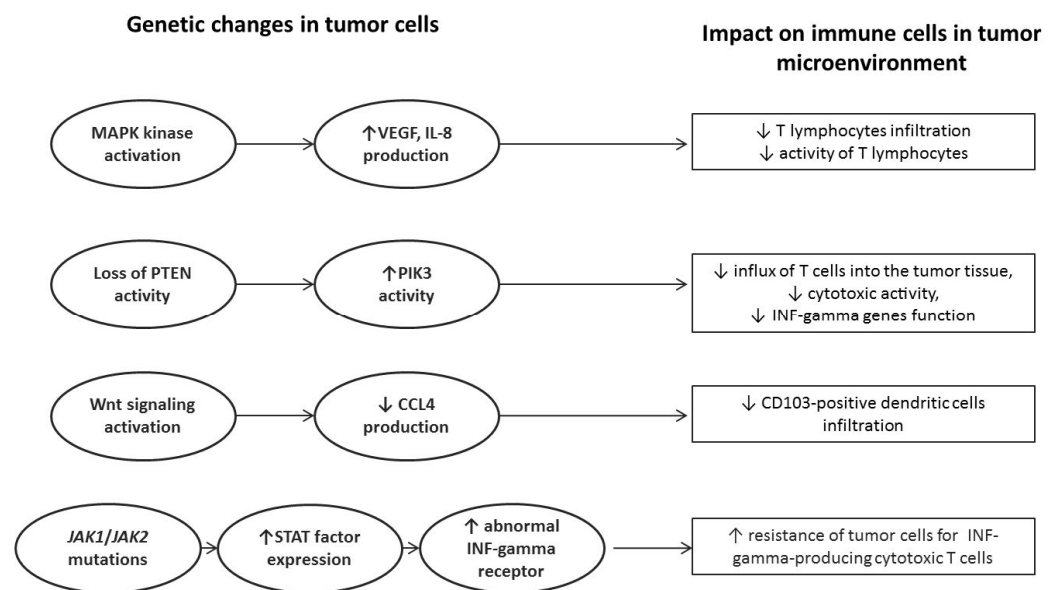 Genetic changes in tumor cells
Impact on immune cells in tumor
microenvironment
MAPK kinase
activation
↑VEGF, IL-8
production
↓ T lymphocytes infiltration
↓ activity of T lymphocytes
Loss of PTEN
activity
↑PIK3
activity
↓ influx of T cells into the tumor tissue,
↓ cytotoxic activity,
↓ INF-gamma genes function
Wnt signaling
activation
↓ CCL4
production
↓ CD103-positive dendritic cells
infiltration
JAK1/JAK2
mutations
↑STAT factor
expression
↑ abnormal
INF-gamma
receptor
↑ resistance of tumor cells for INF-
gamma-producing cytotoxic T cells